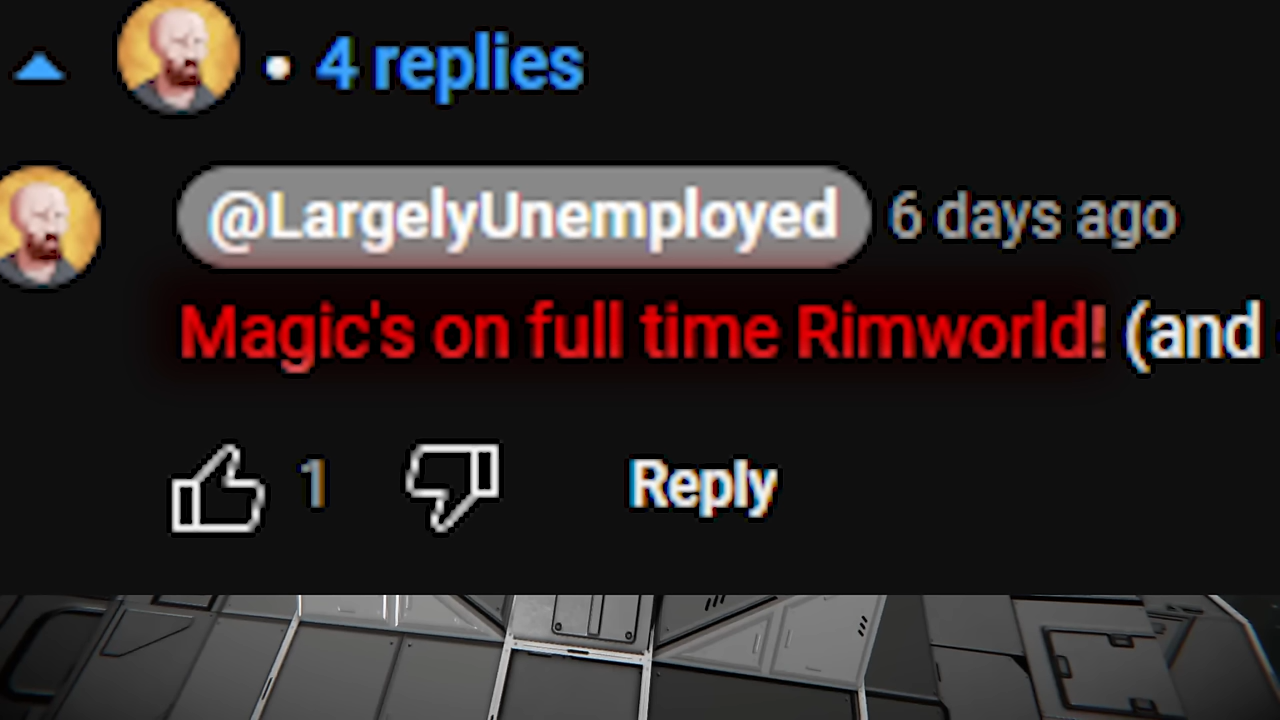 • 4 replies
@LargelyUnemployed 6 days ago
Magic's on full time Rimworld! (and
1 Reply